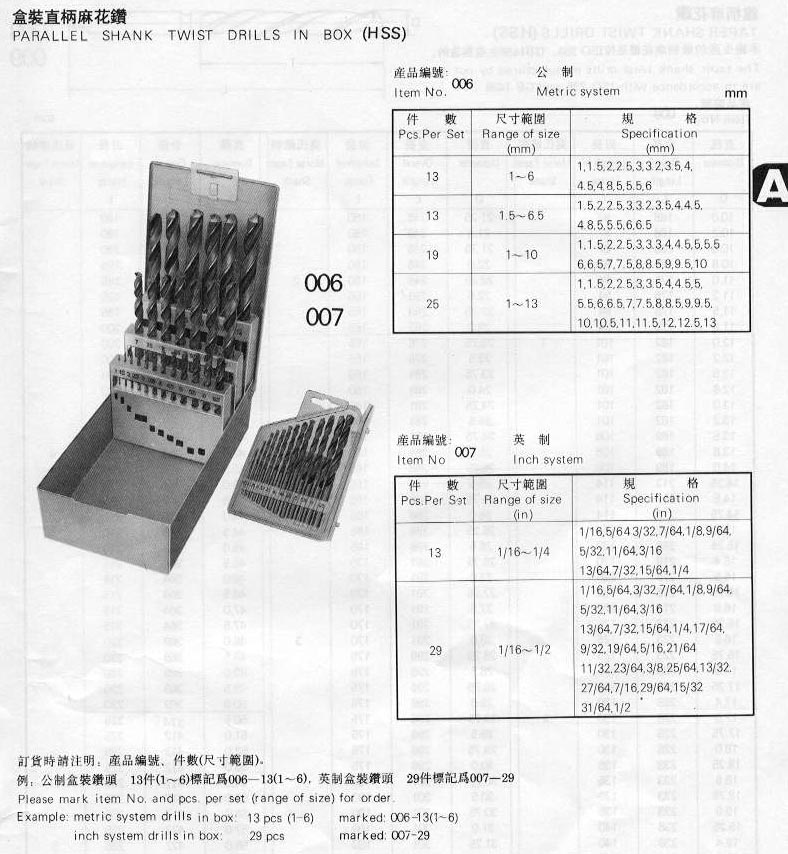 盒裝直柄麻花鑽
PARALLEL SHANK TWIST DRILLS IN BOX (HSS)
産品編號: 006 公制
Item No. Metric system mm
件數 尺寸範圍 規格
Pcs.Per Set Range of size Specification
(mm) (mm)
13 1~6 1,1.5,2,2.5,3,3.2,3.5,4,
4.5,4.8,5,5.5,6
13 1.5~6.5 1.5,2,2.5,3,3.2,3.5,4,4.5,
4.8,5,5.5,6,6.5
19 1~10 1,1.5,2,2.5,3,3.3,4,4.5,5,5.5
6,6.5,7,7.5,8,8.5,9,9.5,10
25 1~13 1,1.5,2,2.5,3,3.5,4,4.5,5,
5.5,6,6.5,7,7.5,8,8.5,9,9.5,
10,10.5,11,11.5,12,12.5,13
A
006
007
産品編號: 007 英制
Item No Inch system
件數 尺寸範圍 規格
Pcs.Per Set Range of size Specification
(in) (in)
13 1/16~1/4 1/16,5/64 3/32,7/64,1/8,9/64,
5/32,11/64,3/16
13/64,7/32,15/64,1/4
29 1/16~1/2 1/16,5/64,3/32,7/64,1/8,9/64,
5/32,11/64,3/16
13/64,7/32,15/64,1/4,17/64,
9/32,19/64,5/16,21/64
11/32,23/64,3/8,25/64,13/32,
27/64,7/16,29/64,15/32
31/64,1/2
訂貨時請注明:産品編號、件數(尺寸範圍)。
例:公制盒裝鑽頭 13件(1~6)標記爲006—13(1~6),英制盒裝鑽頭 29件標記爲007—29
Please mark item No. and pcs. per set (range of size) for order.
Example: metric system drills in box: 13 pcs (1-6) marked: 006-13(1~6)
inch system drills in box: 29 pcs marked: 007-29